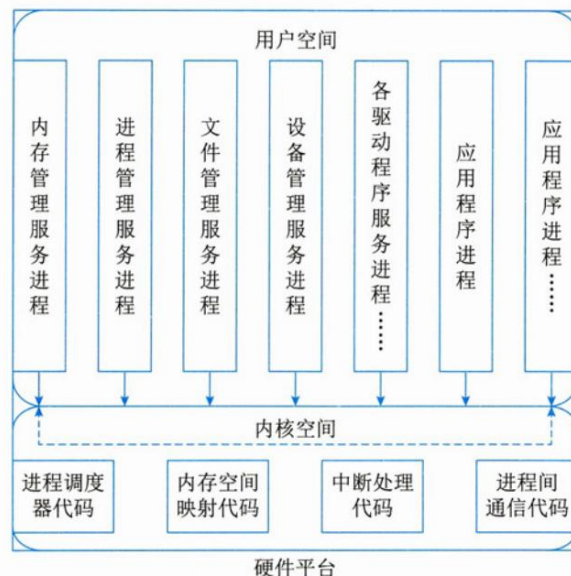 用户空间
内存管理服务进程
进程管理服务进程
文件管理服务进程
设备管理服务进程
各驱动程序服务进程……
应用程序进程
应用程序进程……
内核空间
进程调度
器代码
内存空间
映射代码
中断处理
代码
进程间
通信代码
硬件平台